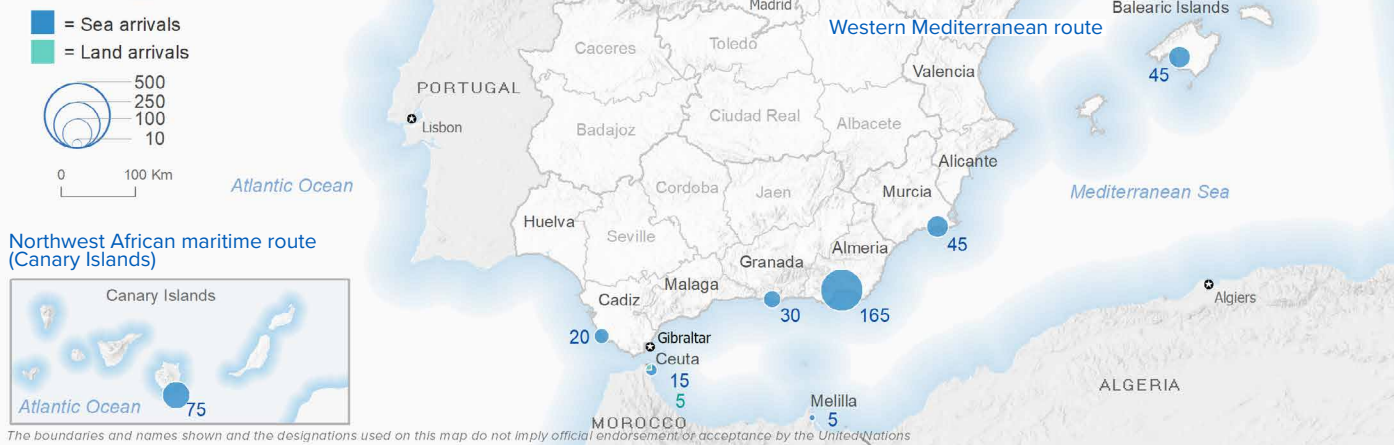 Madrid
Balearic Islands
= Sea arrivals
Western Mediterranean route
= Land arrivals
Caceres
Toledo
Valencia
45
500
250
100
10
PORTUGAL
Lisbon
Badajoz
Ciudad Real
Albacete
0 100 Km
Atlantic Ocean
Alicante
Cordoba
Jaen
Murcia
Mediterranean Sea
Huelva
Seville
Northwest African maritime route
(Canary Islands)
Almeria
45
Granada
Malaga
Canary Islands
Cadiz
Algiers
30
165
20
Gibraltar
Ceuta
15
5
ALGERIA
Atlantic Ocean
75
Melilla
5
MOROCCO
The boundaries and names shown and the designations used on this map do not imply official endorsement or acceptance by the United Nations